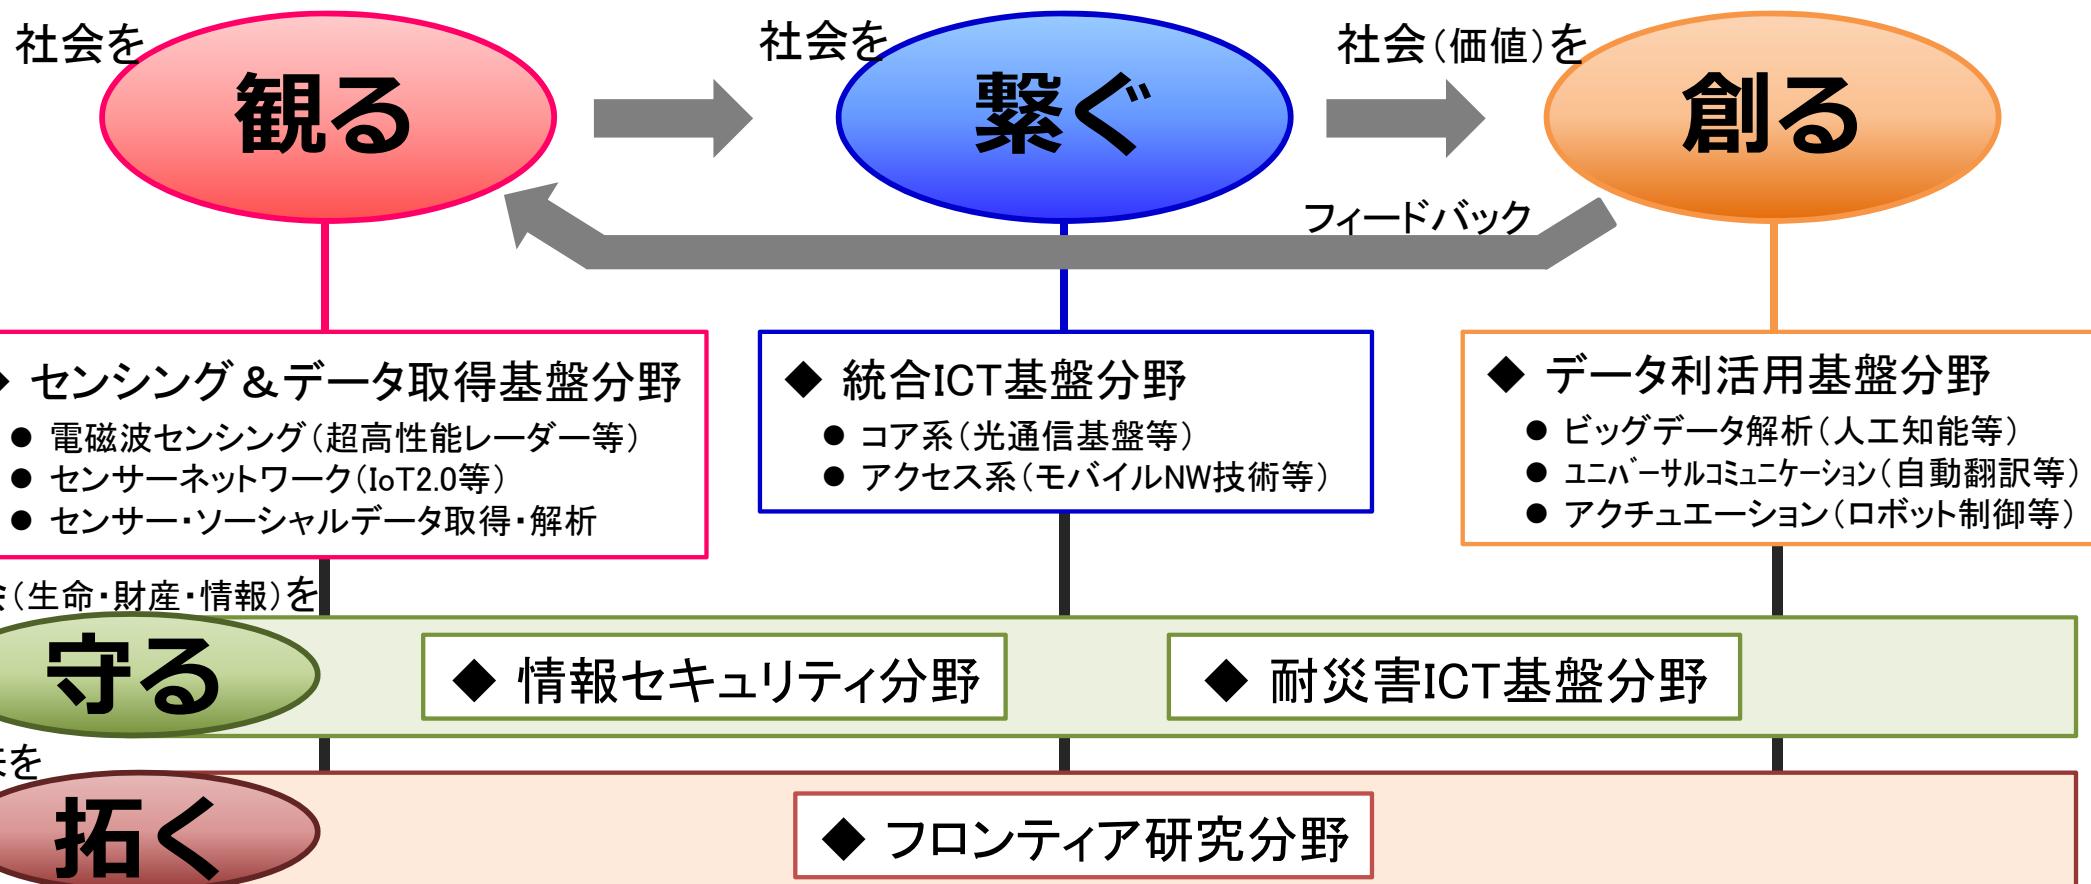 社会を
観る
社会を
繋ぐ
社会（価値）を
創る
フィードバック
◆ センシング＆データ取得基盤分野
● 電磁波センシング（超高性能レーダー等）
● センサーネットワーク（IoT2.0等）
● センサー・ソーシャルデータ取得・解析
◆ 統合ICT基盤分野
● コア系（光通信基盤等）
● アクセス系（モバイルNW技術等）
◆ データ利活用基盤分野
● ビッグデータ解析（人工知能等）
● ﾕﾆﾊﾞｰサルｺﾐｭﾆケーション（自動翻訳等）
● アクチュエーション（ロボット制御等）
会（生命・財産・情報）を
守る
◆ 情報セキュリティ分野
◆ 耐災害ICT基盤分野
来を
拓く
◆ フロンティア研究分野